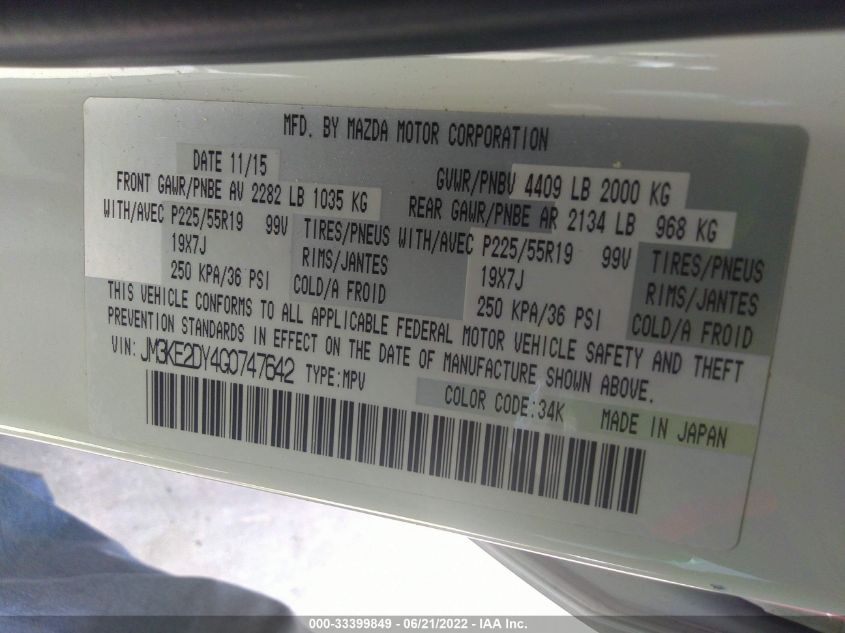 MFD. BY MAZDA MOTOR CORPORATION
DATE 11/15
GVWR/PNBV 4409 LB 2000 KG
FRONT GAWR/PNBE AV 2282 LB 1035 KG
REAR GAWR/PNBE AR 2134 LB 968 KG
WITH/AVEC P225/55R19 99V TIRES/PNEUS
19X7J RIMS/JANTES
250 KPA/36 PSI COLD/A FROID
WITH/AVEC P225/55R19 99V TIRES/PNEUS
19X7J RIMS/JANTES
250 KPA/36 PSI COLD/A FROID
THIS VEHICLE CONFORMS TO ALL APPLICABLE FEDERAL MOTOR VEHICLE SAFETY AND THEFT
PREVENTION STANDARDS IN EFFECT ON THE DATE OF MANUFACTURE SHOWN ABOVE.
VIN: JM3KE2DY4G0747642 TYPE:MPV
COLOR CODE:34K MADE IN JAPAN
000-33399849 - 06/21/2022 - IAA Inc.